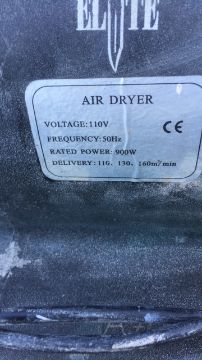 ELITE
AIR DRYER
VOLTAGE:110V
CE
FREQUENCY:50Hz
RATED POWER: 900W
DELIVERY: 110, 130, 160m³/min